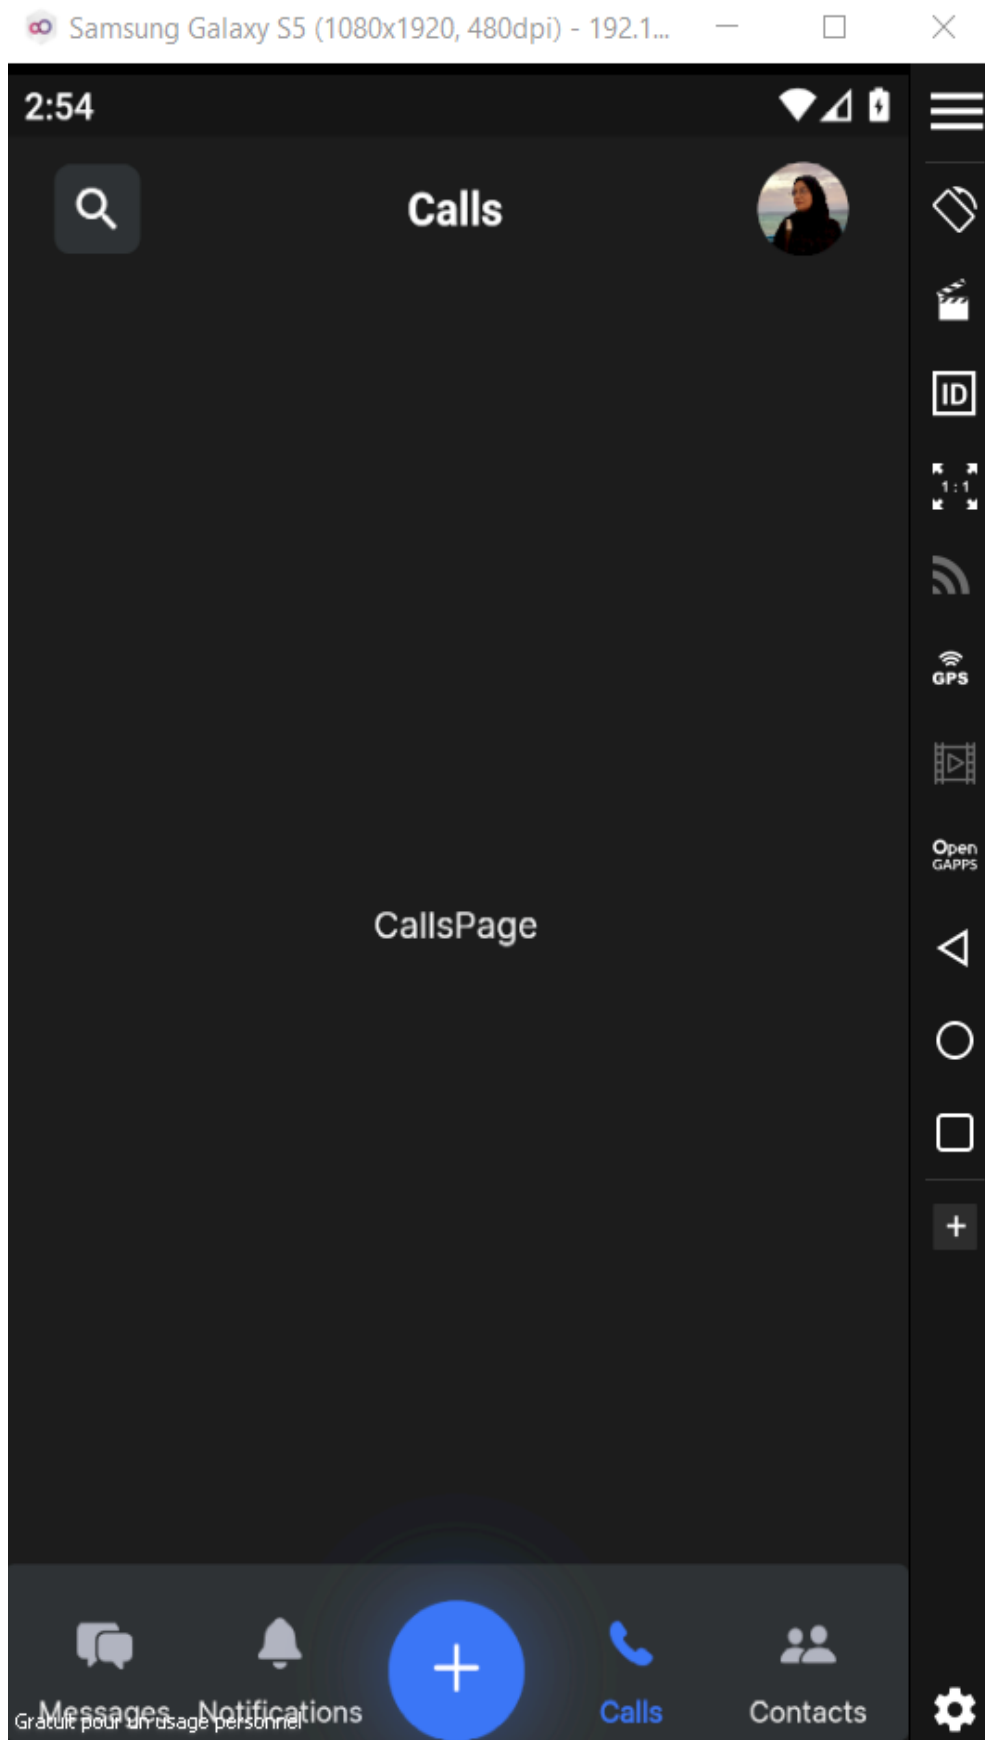 Samsung Galaxy S5 (1080x1920, 480dpi) - 192.1...
2:54
Calls
ID
1:1
GPS
Open
GAPPS
CallsPage
Messages Notifications Calls Contacts
Gratuit pour un usage personnel